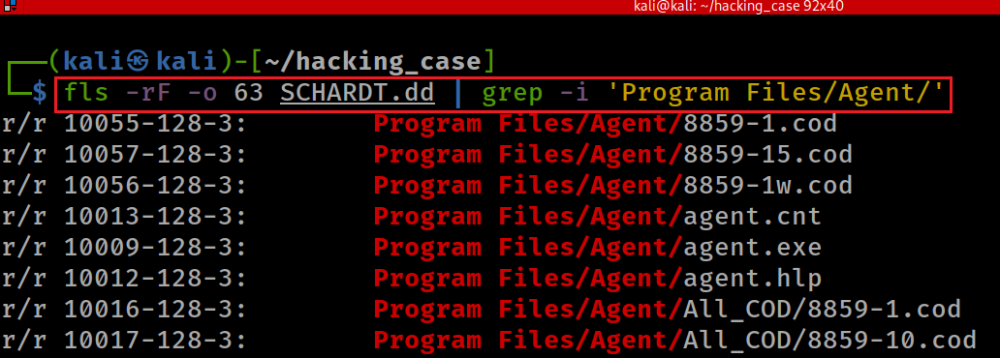 kali@kali: ~/hacking_case 92x40
(kali㉿kali)-[~/hacking_case]
$ fls -rF -o 63 SCHARDT.dd | grep -i 'Program Files/Agent/'
r/r 10055-128-3: Program Files/Agent/8859-1.cod
r/r 10057-128-3: Program Files/Agent/8859-15.cod
r/r 10056-128-3: Program Files/Agent/8859-1w.cod
r/r 10013-128-3: Program Files/Agent/agent.cnt
r/r 10009-128-3: Program Files/Agent/agent.exe
r/r 10012-128-3: Program Files/Agent/agent.hlp
r/r 10016-128-3: Program Files/Agent/All_COD/8859-1.cod
r/r 10017-128-3: Program Files/Agent/All_COD/8859-10.cod